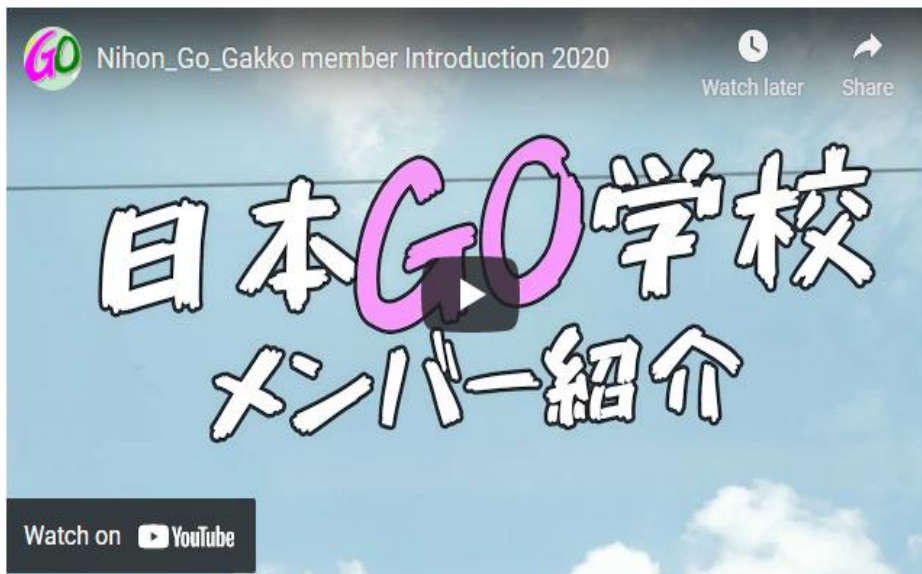 GO Nihon_Go_Gakko member Introduction 2020
Watch later Share
日本GO学校
メンバー紹介
Watch on YouTube